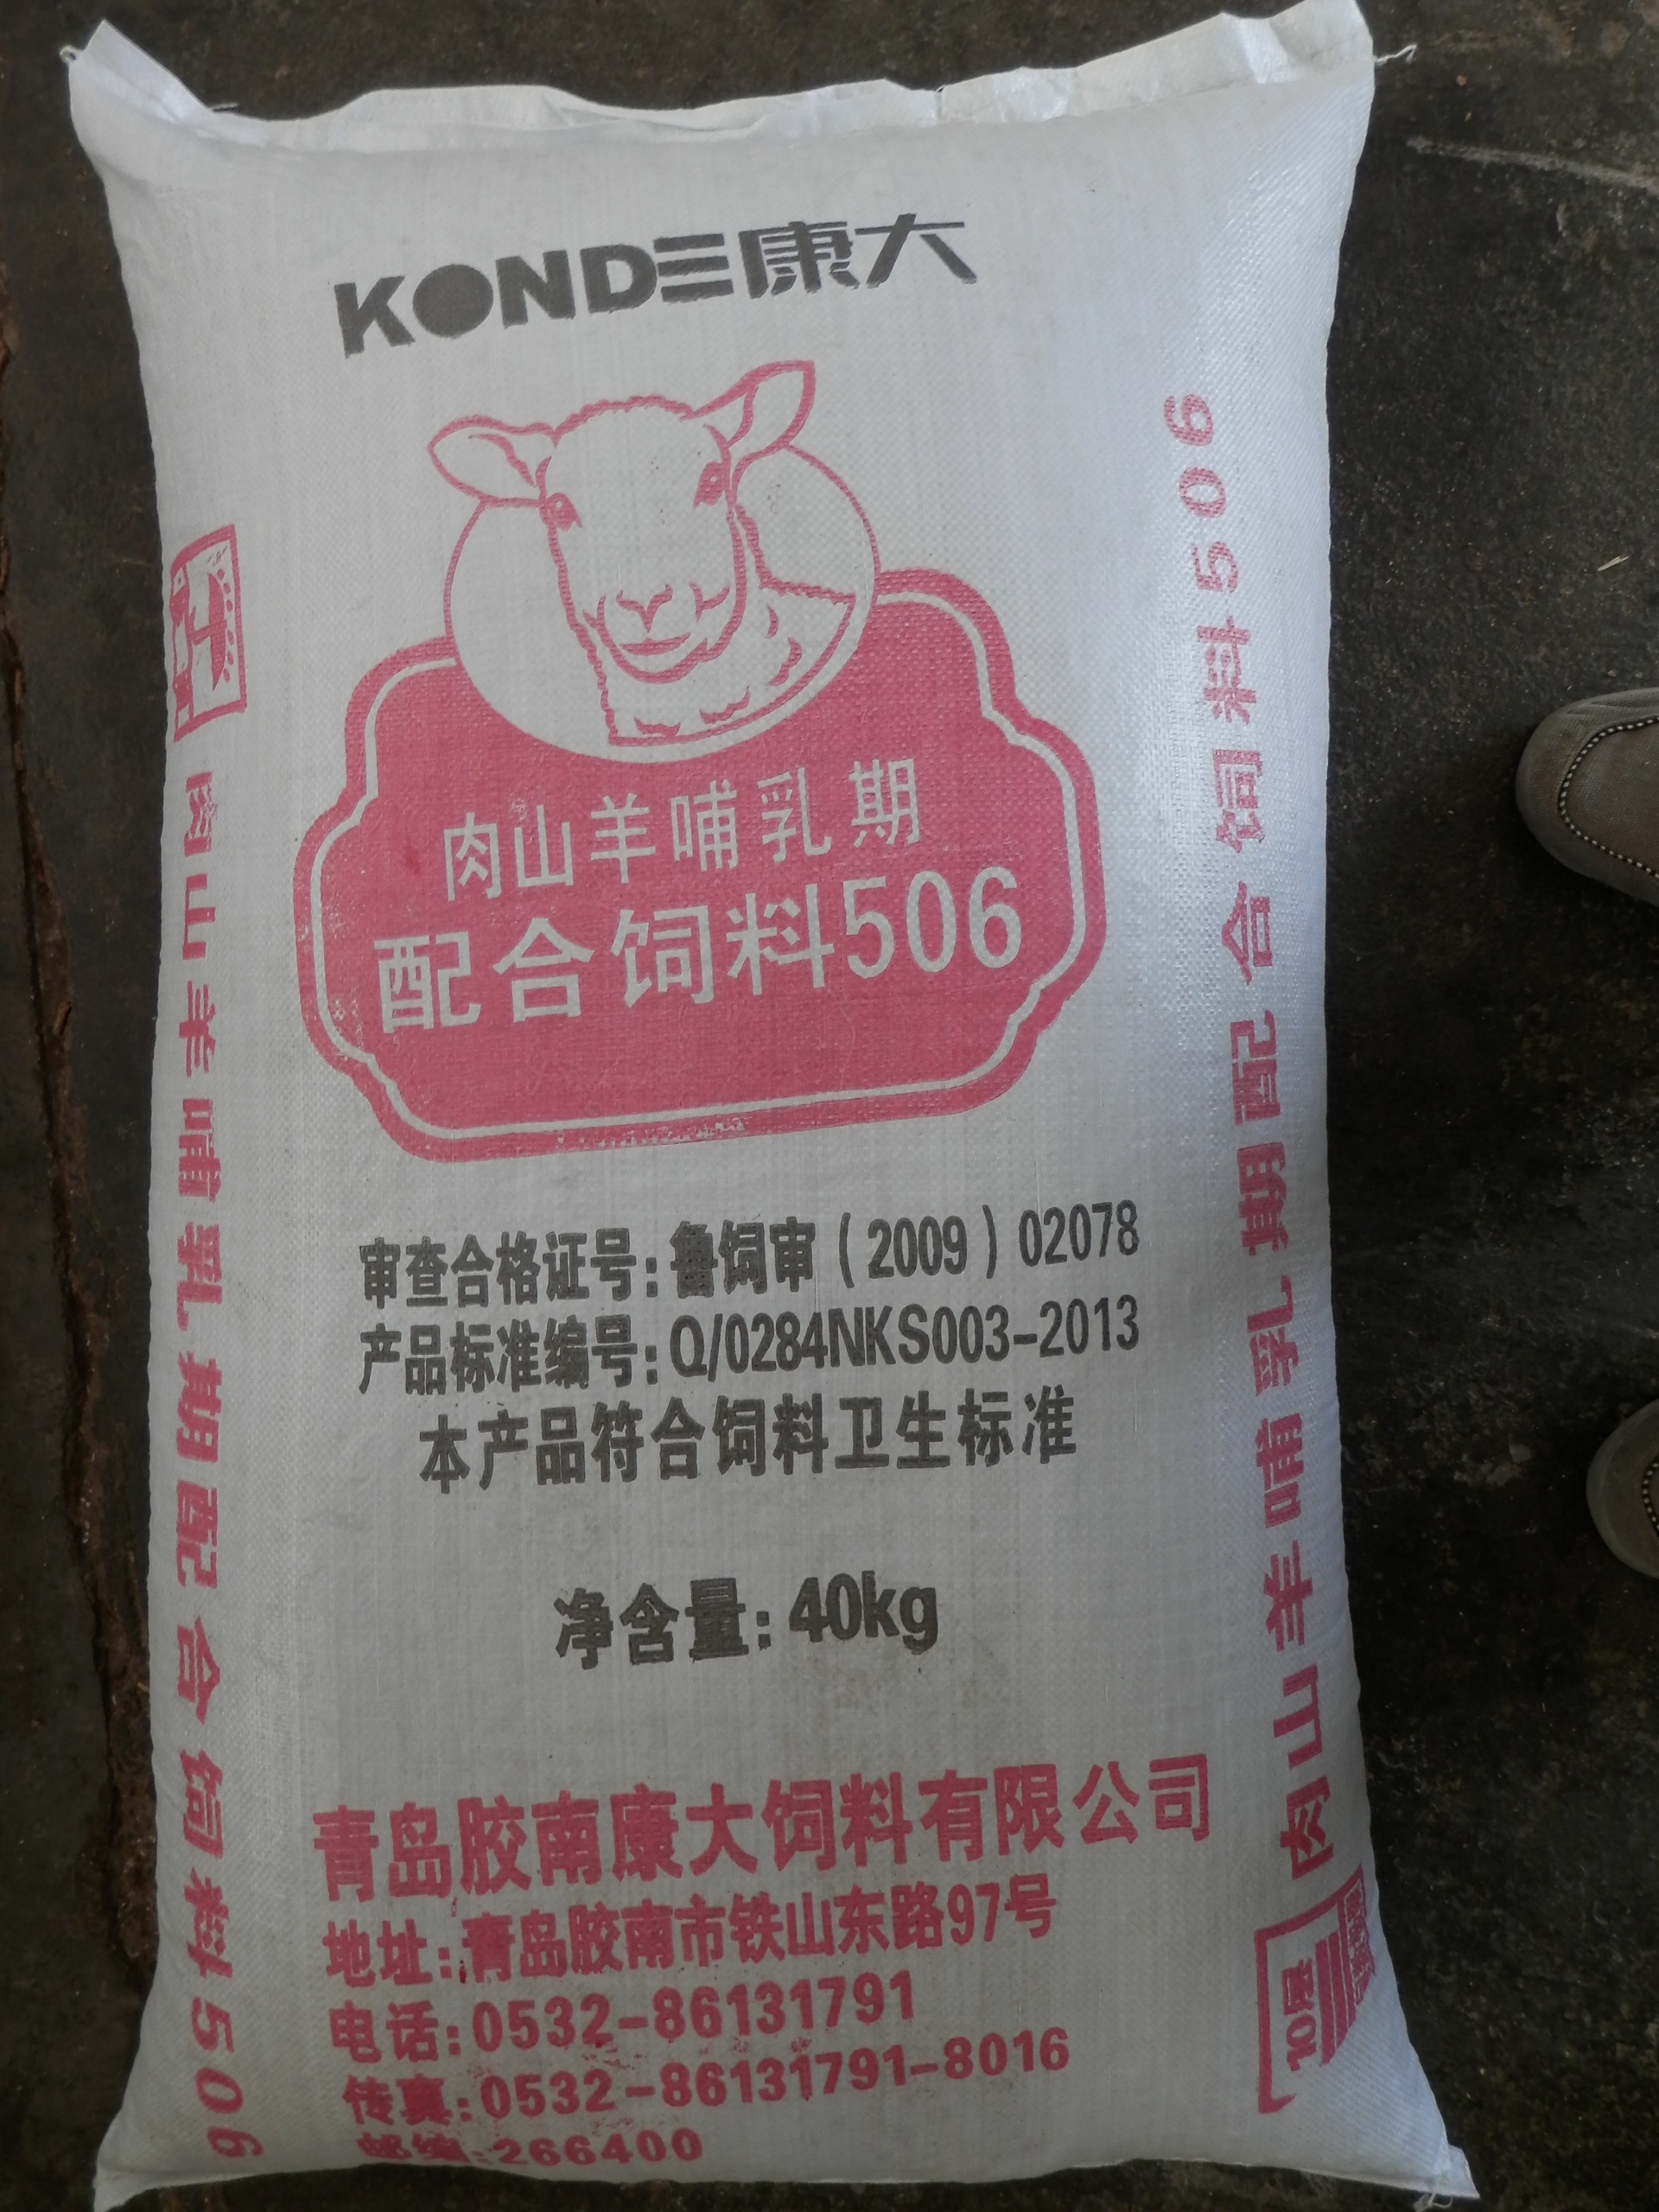 KONDE康大
肉山羊哺乳期
配合饲料506
审查合格证号：鲁饲审（2009）02078
产品标准编号：Q/0284NKS003-2013
本产品符合饲料卫生标准
净含量：40kg
青岛胶南康大饲料有限公司
地址：青岛胶南市铁山东路97号
电话：0532-86131791
传真：0532-86131791-8016
邮编：266400
肉山羊哺乳期配合饲料506
肉山羊哺乳期配合饲料506
10层